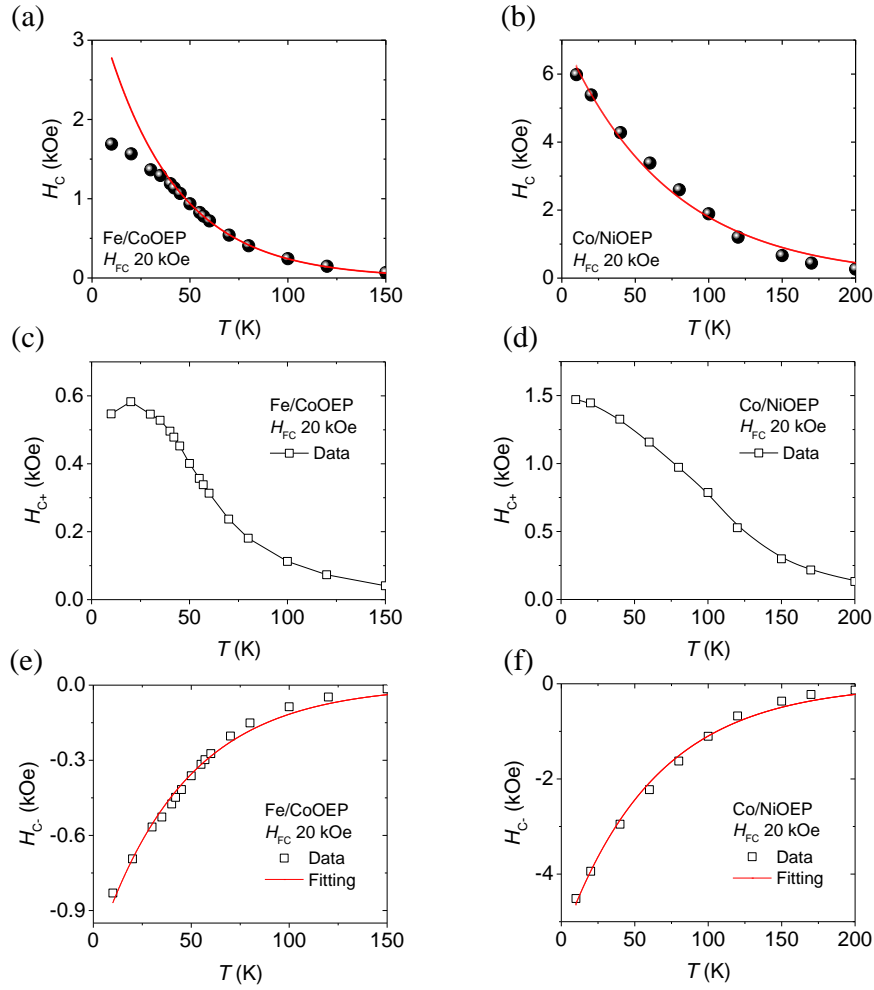 (a)
3
2
1
0
H_C (kOe)
Fe/CoOEP
H_FC 20 kOe
0 50 100 150
T (K)
(b)
6
4
2
0
H_C (kOe)
Co/NiOEP
H_FC 20 kOe
0 50 100 150 200
T (K)
(c)
0.6
0.4
0.2
0.0
H_C+ (kOe)
Fe/CoOEP
H_FC 20 kOe
Data
0 50 100 150
T (K)
(d)
1.5
1.0
0.5
0.0
H_C+ (kOe)
Co/NiOEP
H_FC 20 kOe
Data
0 50 100 150 200
T (K)
(e)
0.0
-0.3
-0.6
-0.9
H_C- (kOe)
Fe/CoOEP
H_FC 20 kOe
Data
Fitting
0 50 100 150
T (K)
(f)
0
-2
-4
H_C- (kOe)
Co/NiOEP
H_FC 20 kOe
Data
Fitting
0 50 100 150 200
T (K)